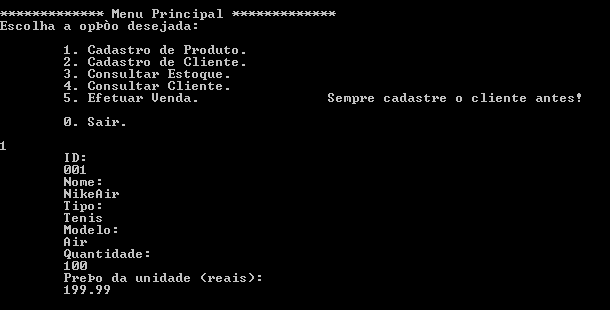 ************* Menu Principal *************
Escolha a opÞÒo desejada:
1. Cadastro de Produto.
2. Cadastro de Cliente.
3. Consultar Estoque.
4. Consultar Cliente.
5. Efetuar Venda. Sempre cadastre o cliente antes!
0. Sair.
1
ID:
001
Nome:
NikeAir
Tipo:
Tenis
Modelo:
Air
Quantidade:
100
PreÞo da unidade (reais):
199.99